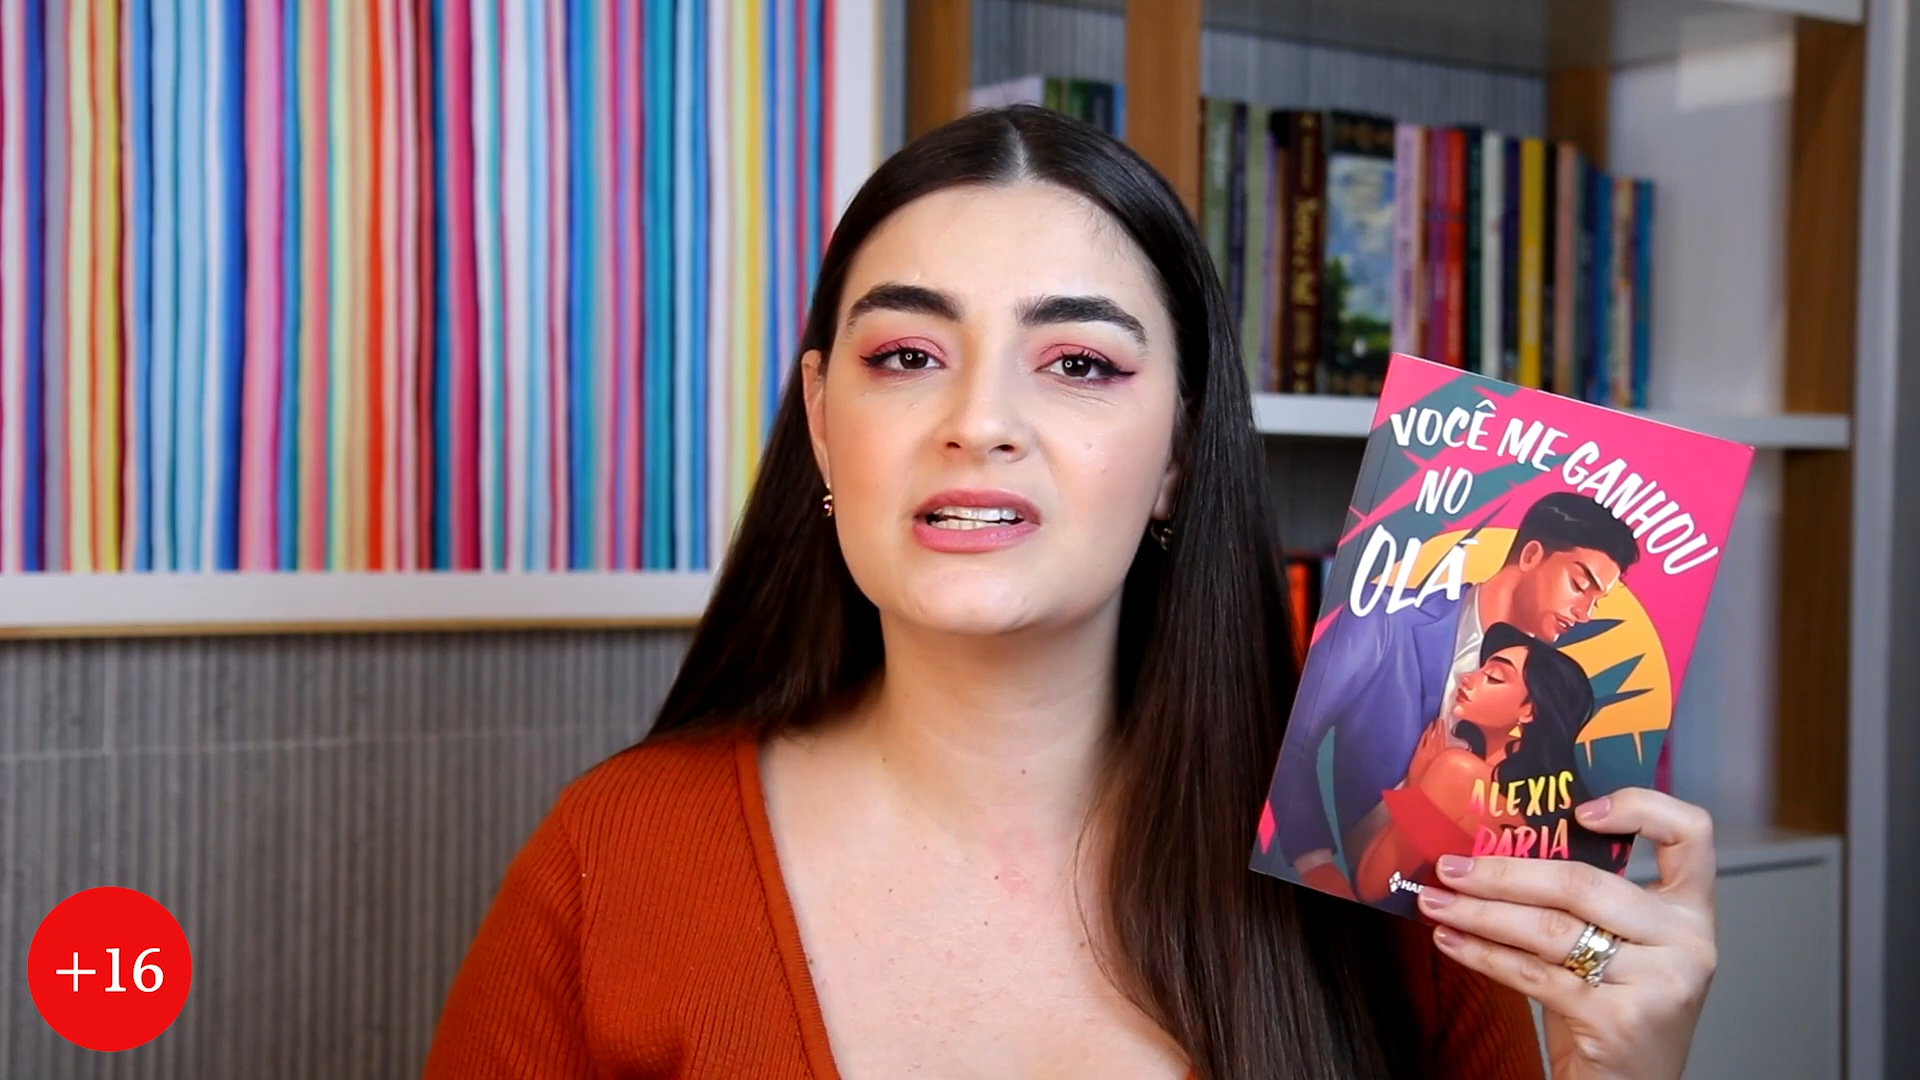 VOCÊ ME GANHOU
NO
OLÁ
ALEXIS
DARIA
+16